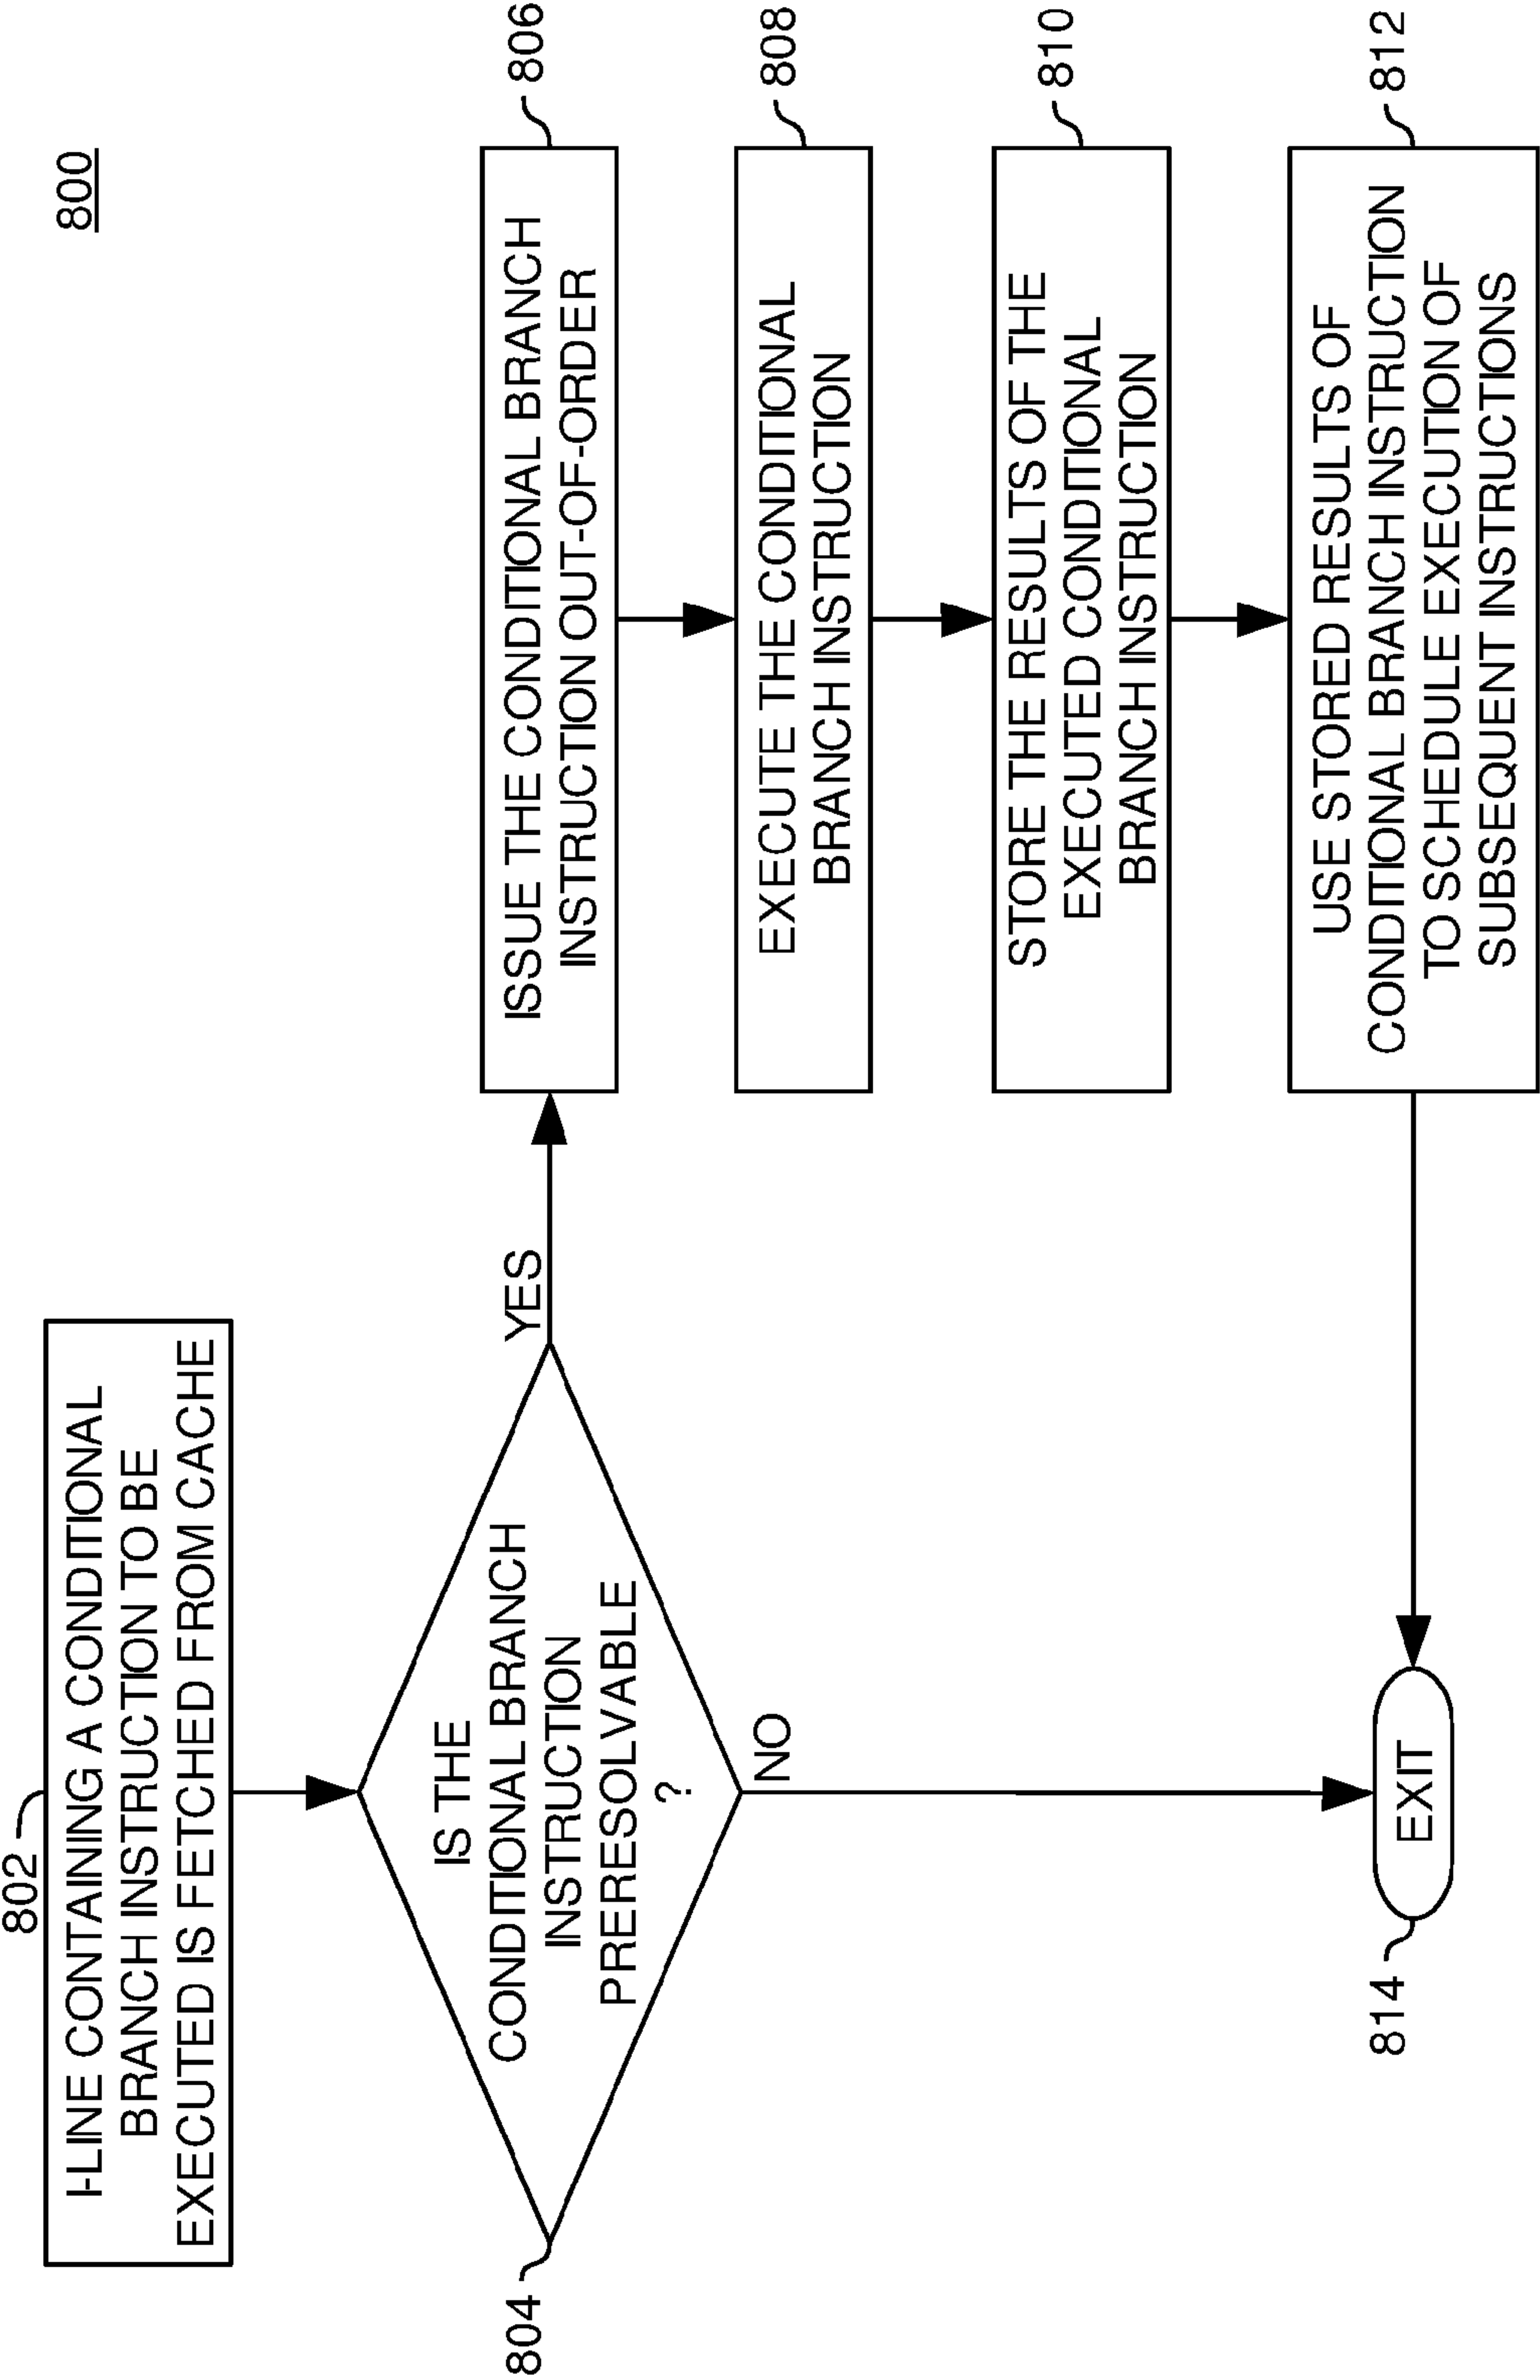 800
802
I-LINE CONTAINING A CONDITIONAL
BRANCH INSTRUCTION TO BE
EXECUTED IS FETCHED FROM CACHE
804
IS THE
CONDITIONAL BRANCH
INSTRUCTION
PRERESOLVABLE
?
YES
NO
806
ISSUE THE CONDITIONAL BRANCH
INSTRUCTION OUT-OF-ORDER
808
EXECUTE THE CONDITIONAL
BRANCH INSTRUCTION
810
STORE THE RESULTS OF THE
EXECUTED CONDITIONAL
BRANCH INSTRUCTION
812
USE STORED RESULTS OF
CONDITIONAL BRANCH INSTRUCTION
TO SCHEDULE EXECUTION OF
SUBSEQUENT INSTRUCTIONS
814
EXIT